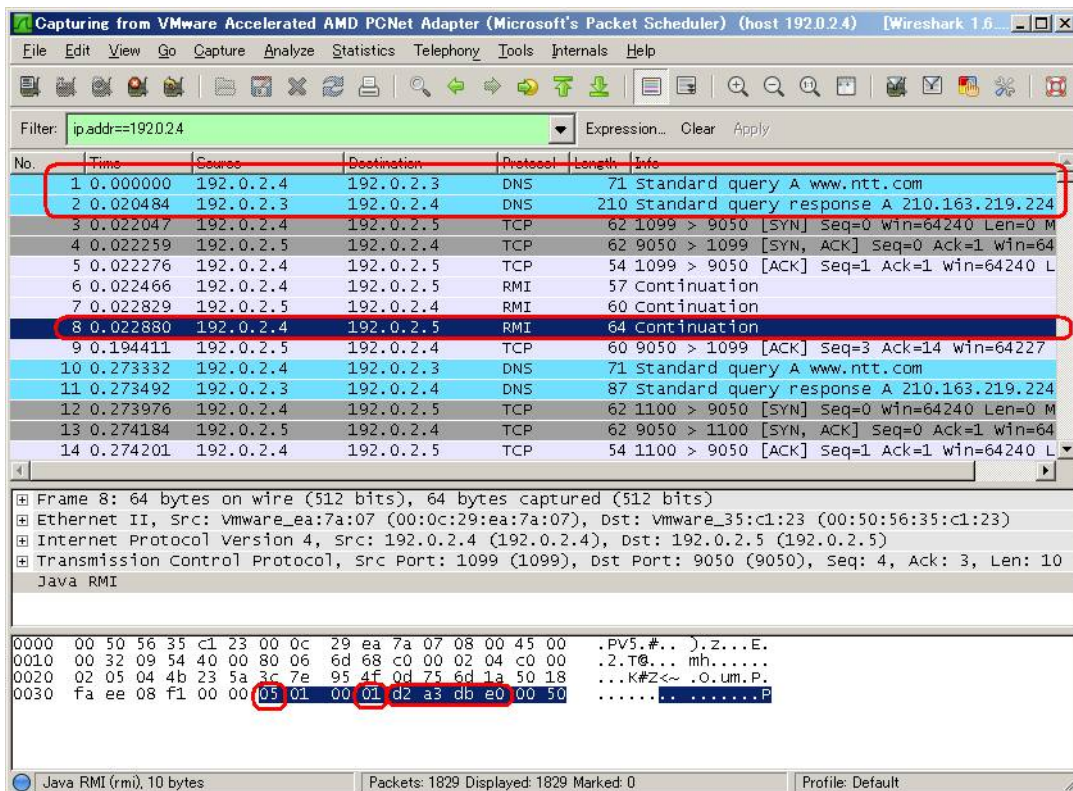 Capturing from VMware Accelerated AMD PCNet Adapter (Microsoft's Packet Scheduler) (host 192.0.2.4) [Wireshark 1.6....
File Edit View Go Capture Analyze Statistics Telephony Tools Internals Help
Filter: ip.addr==192.0.2.4 Expression... Clear Apply
No. Time Source Destination Protocol Length Info
1 0.000000 192.0.2.4 192.0.2.3 DNS 71 Standard query A www.ntt.com
2 0.020484 192.0.2.3 192.0.2.4 DNS 210 Standard query response A 210.163.219.224
3 0.022047 192.0.2.4 192.0.2.5 TCP 62 1099 > 9050 [SYN] Seq=0 Win=64240 Len=0 M
4 0.022259 192.0.2.5 192.0.2.4 TCP 62 9050 > 1099 [SYN, ACK] Seq=0 Ack=1 Win=64
5 0.022276 192.0.2.4 192.0.2.5 TCP 54 1099 > 9050 [ACK] Seq=1 Ack=1 Win=64240 L
6 0.022466 192.0.2.4 192.0.2.5 RMI 57 Continuation
7 0.022829 192.0.2.5 192.0.2.4 RMI 60 Continuation
8 0.022880 192.0.2.4 192.0.2.5 RMI 64 Continuation
9 0.194411 192.0.2.5 192.0.2.4 TCP 60 9050 > 1099 [ACK] Seq=3 Ack=14 Win=64227
10 0.273332 192.0.2.4 192.0.2.3 DNS 71 Standard query A www.ntt.com
11 0.273492 192.0.2.3 192.0.2.4 DNS 87 Standard query response A 210.163.219.224
12 0.273976 192.0.2.4 192.0.2.5 TCP 62 1100 > 9050 [SYN] Seq=0 Win=64240 Len=0 M
13 0.274184 192.0.2.5 192.0.2.4 TCP 62 9050 > 1100 [SYN, ACK] Seq=0 Ack=1 Win=64
14 0.274201 192.0.2.4 192.0.2.5 TCP 54 1100 > 9050 [ACK] Seq=1 Ack=1 Win=64240 L
Frame 8: 64 bytes on wire (512 bits), 64 bytes captured (512 bits)
Ethernet II, Src: Vmware_ea:7a:07 (00:0c:29:ea:7a:07), Dst: Vmware_35:c1:23 (00:50:56:35:c1:23)
Internet Protocol Version 4, Src: 192.0.2.4 (192.0.2.4), Dst: 192.0.2.5 (192.0.2.5)
Transmission Control Protocol, Src Port: 1099 (1099), Dst Port: 9050 (9050), Seq: 4, Ack: 3, Len: 10
Java RMI
0000 00 50 56 35 c1 23 00 0c 29 ea 7a 07 08 00 45 00 .PV5.#.. ).z...E.
0010 00 32 09 54 40 00 80 06 6d 68 c0 00 02 04 c0 00 .2.T@... mh......
0020 02 05 04 4b 23 5a 3c 7e 95 4f 0d 75 6d 1a 50 18 ...K#Z<~ .O.um.P.
0030 fa ee 08 f1 00 00 05 01 00 01 d2 a3 db e0 00 50 ........ .......P
Java RMI (rmi), 10 bytes Packets: 1829 Displayed: 1829 Marked: 0 Profile: Default